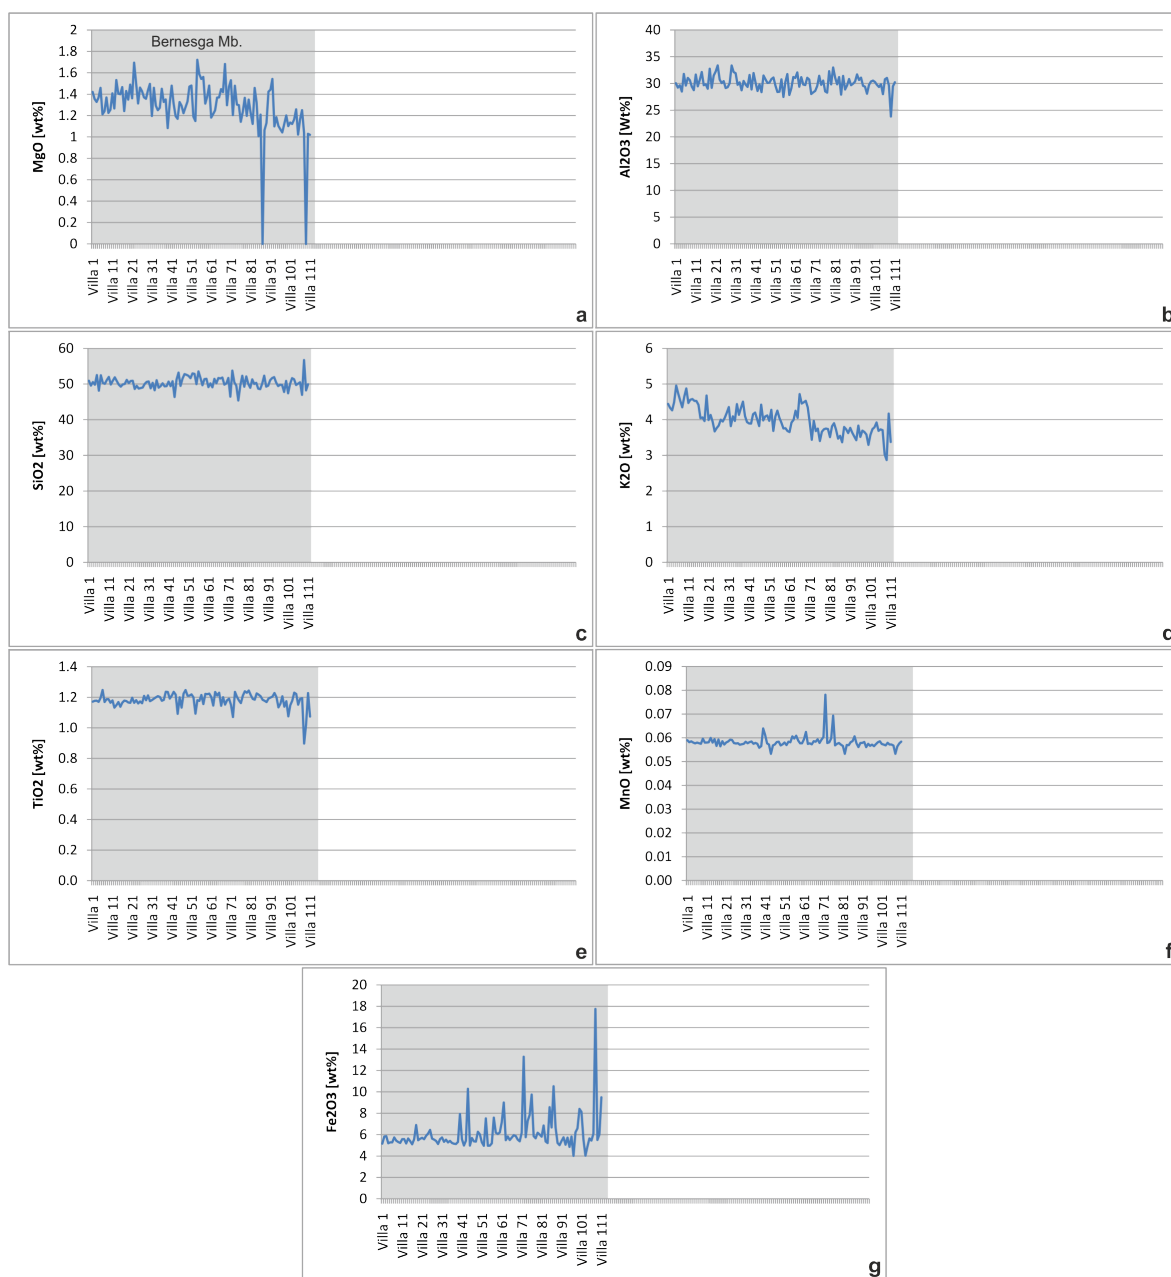 Bernesga Mb.
MgO [wt%]
2
1.8
1.6
1.4
1.2
1
0.8
0.6
0.4
0.2
0
Villa 1
Villa 11
Villa 21
Villa 31
Villa 41
Villa 51
Villa 61
Villa 71
Villa 81
Villa 91
Villa 101
Villa 111
a
Al2O3 [Wt%]
40
35
30
25
20
15
10
5
0
Villa 1
Villa 11
Villa 21
Villa 31
Villa 41
Villa 51
Villa 61
Villa 71
Villa 81
Villa 91
Villa 101
Villa 111
b
SiO2 [wt%]
60
50
40
30
20
10
0
Villa 1
Villa 11
Villa 21
Villa 31
Villa 41
Villa 51
Villa 61
Villa 71
Villa 81
Villa 91
Villa 101
Villa 111
c
K2O [wt%]
6
5
4
3
2
1
0
Villa 1
Villa 11
Villa 21
Villa 31
Villa 41
Villa 51
Villa 61
Villa 71
Villa 81
Villa 91
Villa 101
Villa 111
d
TiO2 [wt%]
1.4
1.2
1.0
0.8
0.6
0.4
0.2
0.0
Villa 1
Villa 11
Villa 21
Villa 31
Villa 41
Villa 51
Villa 61
Villa 71
Villa 81
Villa 91
Villa 101
Villa 111
e
MnO [wt%]
0.09
0.08
0.07
0.06
0.05
0.04
0.03
0.02
0.01
0.00
Villa 1
Villa 11
Villa 21
Villa 31
Villa 41
Villa 51
Villa 61
Villa 71
Villa 81
Villa 91
Villa 101
Villa 111
f
Fe2O3 [wt%]
20
18
16
14
12
10
8
6
4
2
0
Villa 1
Villa 11
Villa 21
Villa 31
Villa 41
Villa 51
Villa 61
Villa 71
Villa 81
Villa 91
Villa 101
Villa 111
g